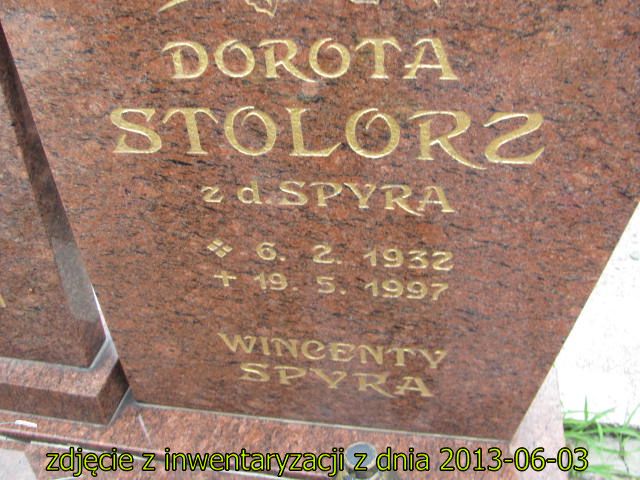 DOROTA
STOLORZ
z d. SPYRA
❖ 6. 2. 1932
+ 19. 5. 1997
WINCENTY
SPYRA
zdjęcie z inwentaryzacji z dnia 2013-06-03